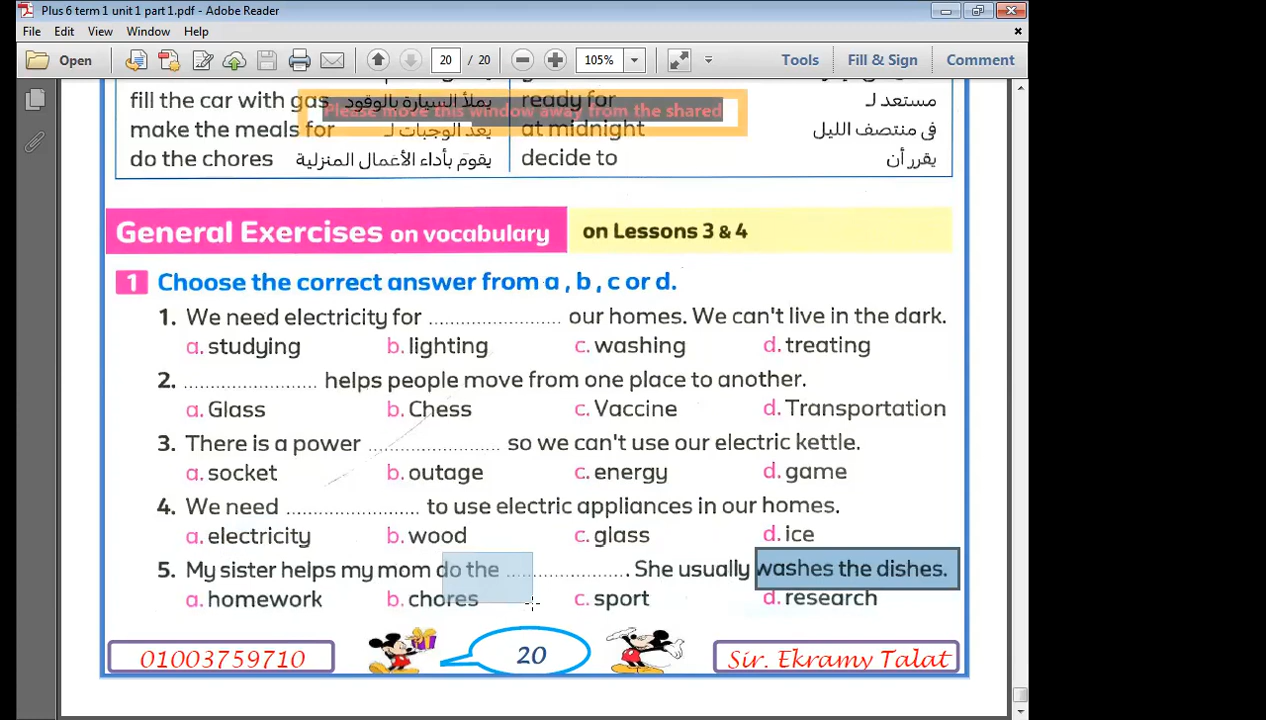 Plus 6 term 1 unit 1 part 1.pdf - Adobe Reader
File Edit View Window Help
Open 20 / 20 105% Tools Fill & Sign Comment
fill the car with gas يملأ السيارة بالوقود ready for مستعد لـ
Please move this window away from the shared
make the meals for يعد الوجبات لـ at midnight فى منتصف الليل
do the chores يقوم بأداء الأعمال المنزلية decide to يقرر أن
General Exercises on vocabulary on Lessons 3 & 4
1 Choose the correct answer from a , b , c or d.
1. We need electricity for ........................ our homes. We can't live in the dark.
a. studying b. lighting c. washing d. treating
2. ........................ helps people move from one place to another.
a. Glass b. Chess c. Vaccine d. Transportation
3. There is a power ........................ so we can't use our electric kettle.
a. socket b. outage c. energy d. game
4. We need ........................ to use electric appliances in our homes.
a. electricity b. wood c. glass d. ice
5. My sister helps my mom do the ........................ . She usually washes the dishes.
a. homework b. chores c. sport d. research
01003759710 20 Sir. Ekramy Talat